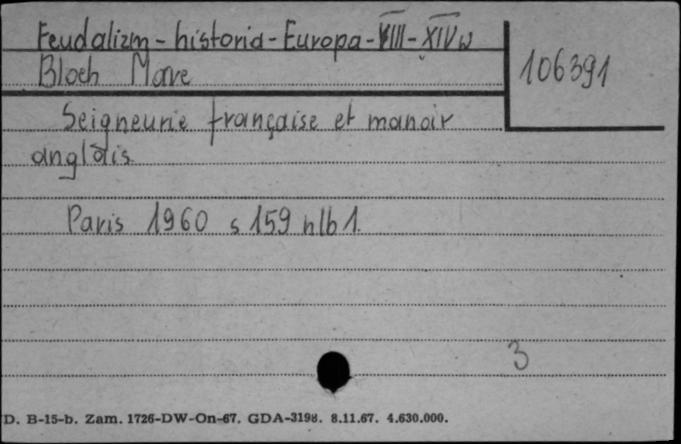 Feudalizm - historia - Europa - VIII - XIV w
Bloch Marc
106391
Seigneurie française et manoir
anglais
Paris 1960 s 159 nlb 1.
3
D. B-15-b. Zam. 1726-DW-On-67. GDA-3198. 8.11.67. 4.630.000.